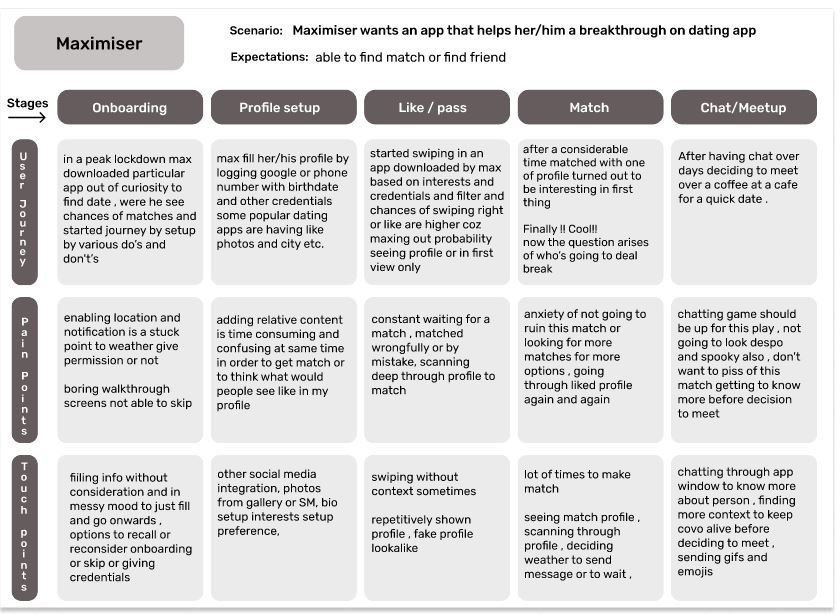 Maximiser
Scenario: Maximiser wants an app that helps her/him a breakthrough on dating app
Expectations: able to find match or find friend
Stages
Onboarding
Profile setup
Like / pass
Match
Chat/Meetup
User Journey
in a peak lockdown max
downloaded particular
app out of curiosity to
find date , were he see
chances of matches and
started journey by setup
by various do's and
don't's
max fill her/his profile by
logging google or phone
number with birthdate
and other credentials
some popular dating
apps are having like
photos and city etc.
started swiping in an
app downloaded by max
based on interests and
credentials and filter and
chances of swiping right
or like are higher coz
maxing out probability
seeing profile or in first
view only
after a considerable
time matched with one
of profile turned out to
be interesting in first
thing
Finally !! Cool!!
now the question arises
of who's going to deal
break
After having chat over
days deciding to meet
over a coffee at a cafe
for a quick date .
Pain Points
enabling location and
notification is a stuck
point to weather give
permission or not
boring walkthrough
screens not able to skip
adding relative content
is time consuming and
confusing at same time
in order to get match or
to think what would
people see like in my
profile
constant waiting for a
match , matched
wrongfully or by
mistake, scanning
deep through profile to
match
anxiety of not going to
ruin this match or
looking for more
matches for more
options , going
through liked profile
again and again
chatting game should
be up for this play , not
going to look despo
and spooky also , don't
want to piss of this
match getting to know
more before decision
to meet
Touch points
filling info without
consideration and in
messy mood to just fill
and go onwards ,
options to recall or
reconsider onboarding
or skip or giving
credentials
other social media
integration, photos
from gallery or SM, bio
setup interests setup
preference,
swiping without
context sometimes
repetitively shown
profile , fake profile
lookalike
lot of times to make
match
seeing match profile ,
scanning through
profile , deciding
weather to send
message or to wait ,
chatting through app
window to know more
about person , finding
more context to keep
covo alive before
deciding to meet ,
sending gifs and
emojis